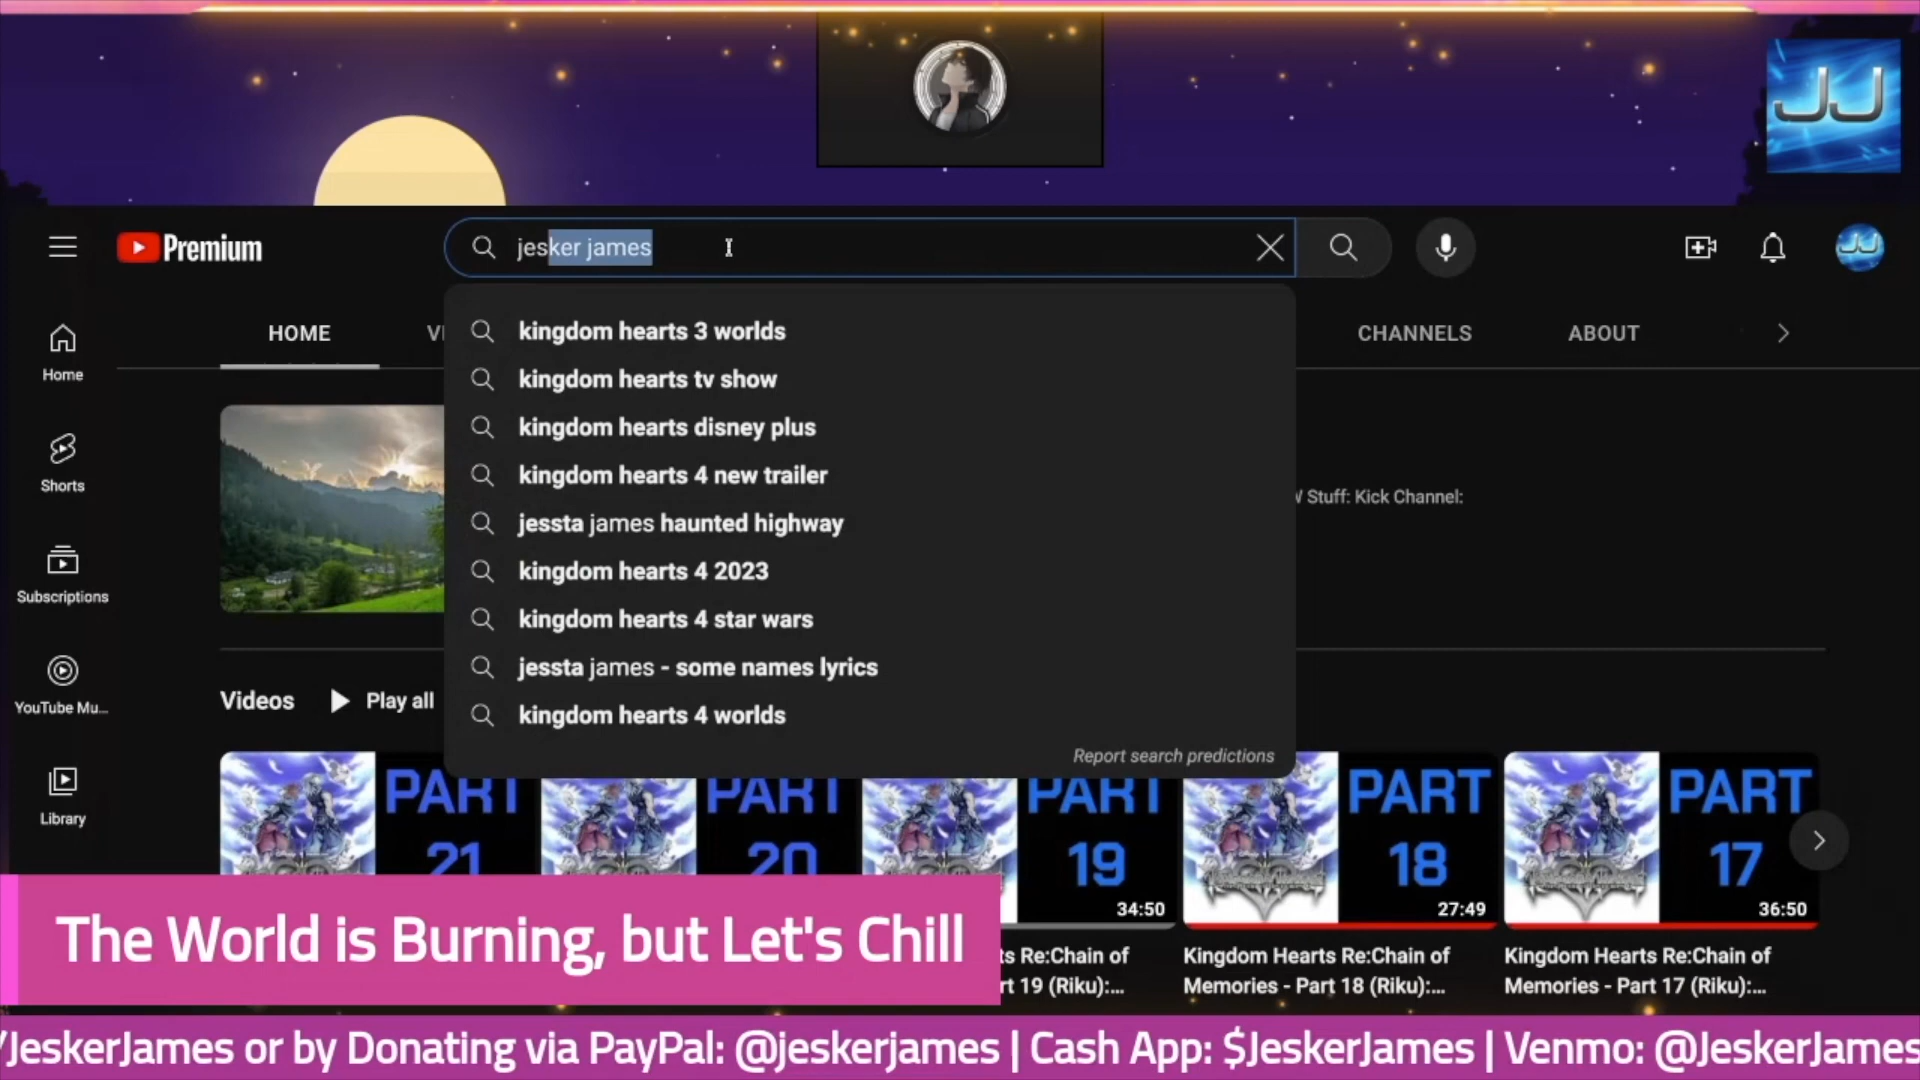 JJ
Premium
jesker james
JJ
HOME
CHANNELS
ABOUT
Home
Shorts
Subscriptions
YouTube Mu...
Library
kingdom hearts 3 worlds
kingdom hearts tv show
kingdom hearts disney plus
kingdom hearts 4 new trailer
jessta james haunted highway
kingdom hearts 4 2023
kingdom hearts 4 star wars
jessta james - some names lyrics
kingdom hearts 4 worlds
Report search predictions
Stuff: Kick Channel:
Videos
Play all
PART 21
PART 20
PART 19
34:50
PART 18
27:49
PART 17
36:50
Re:Chain of
19 (Riku):...
Kingdom Hearts Re:Chain of
Memories - Part 18 (Riku):...
Kingdom Hearts Re:Chain of
Memories - Part 17 (Riku):...
The World is Burning, but Let's Chill
/JeskerJames or by Donating via PayPal: @jeskerjames | Cash App: $JeskerJames | Venmo: @JeskerJames